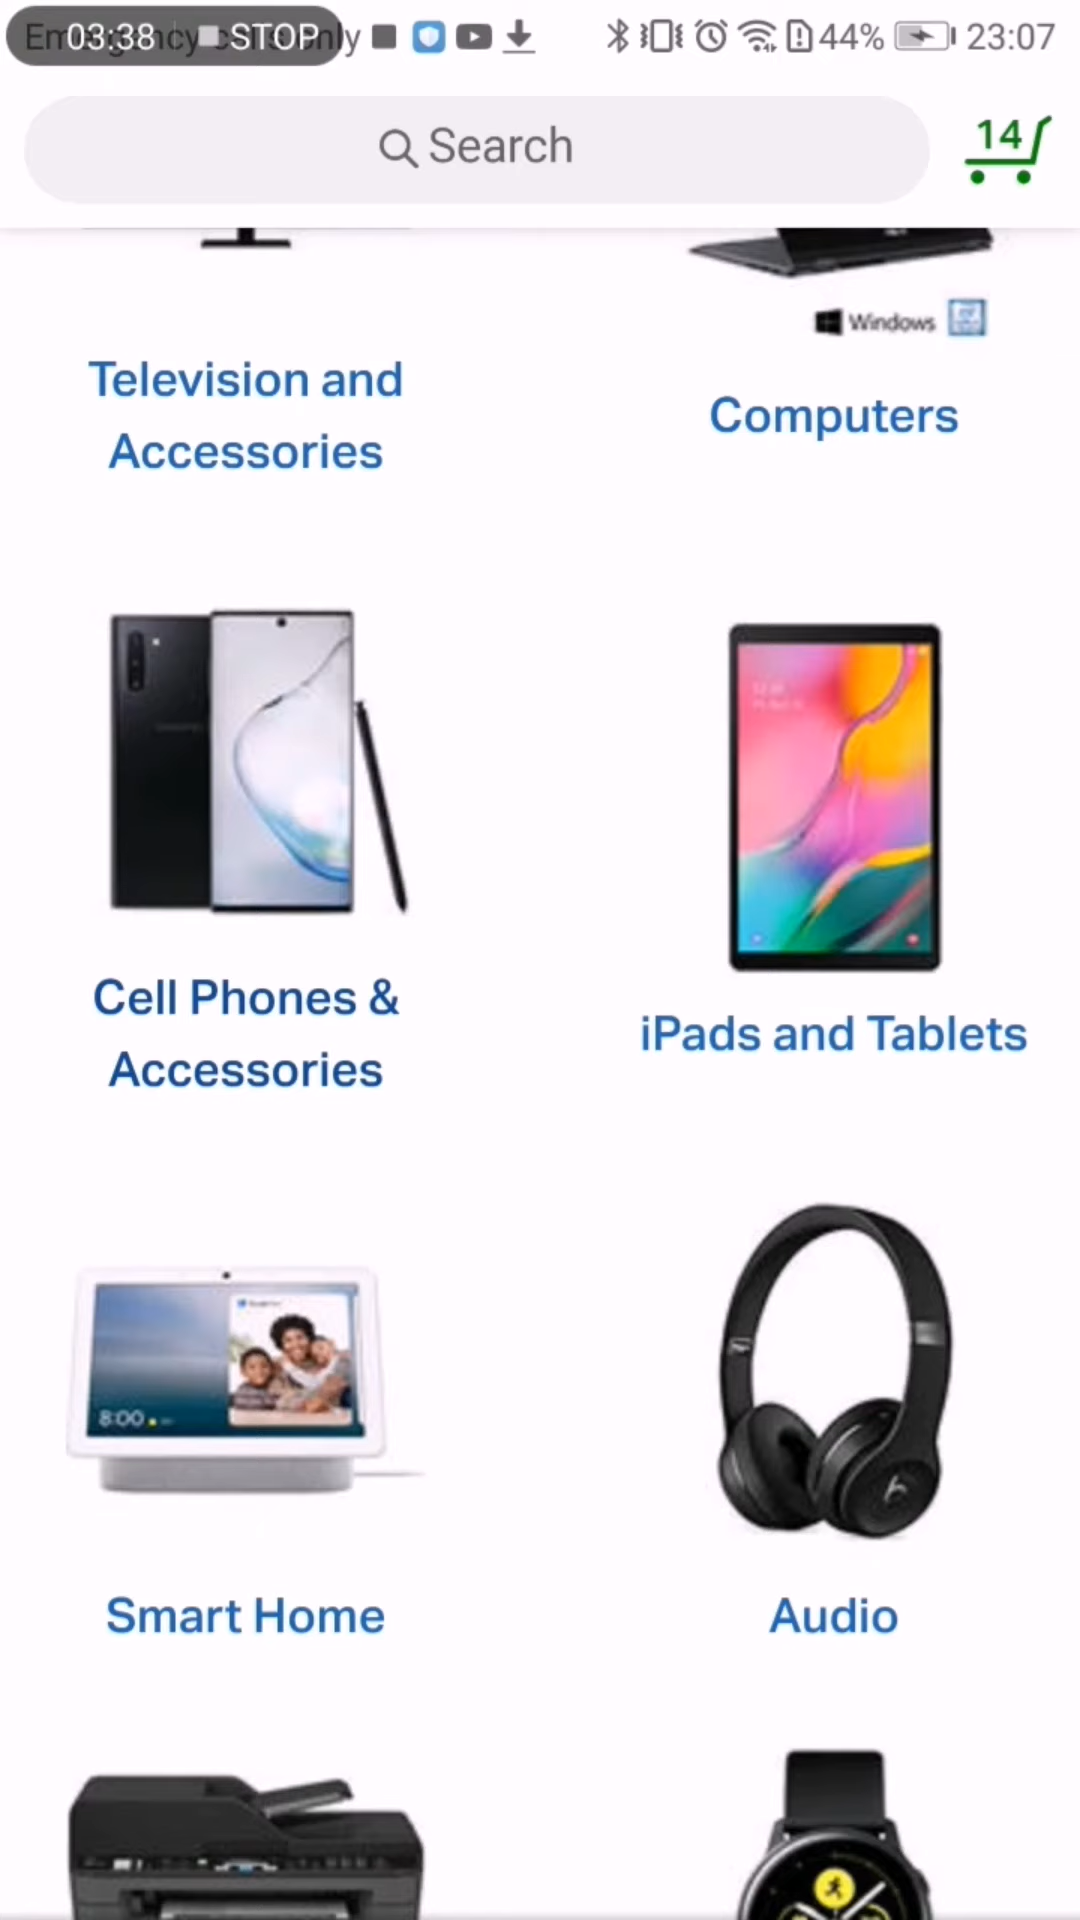 03:38 STOP
44% 23:07
Search
14
Windows
Television and
Accessories
Computers
Cell Phones &
Accessories
iPads and Tablets
8:00
Smart Home
Audio